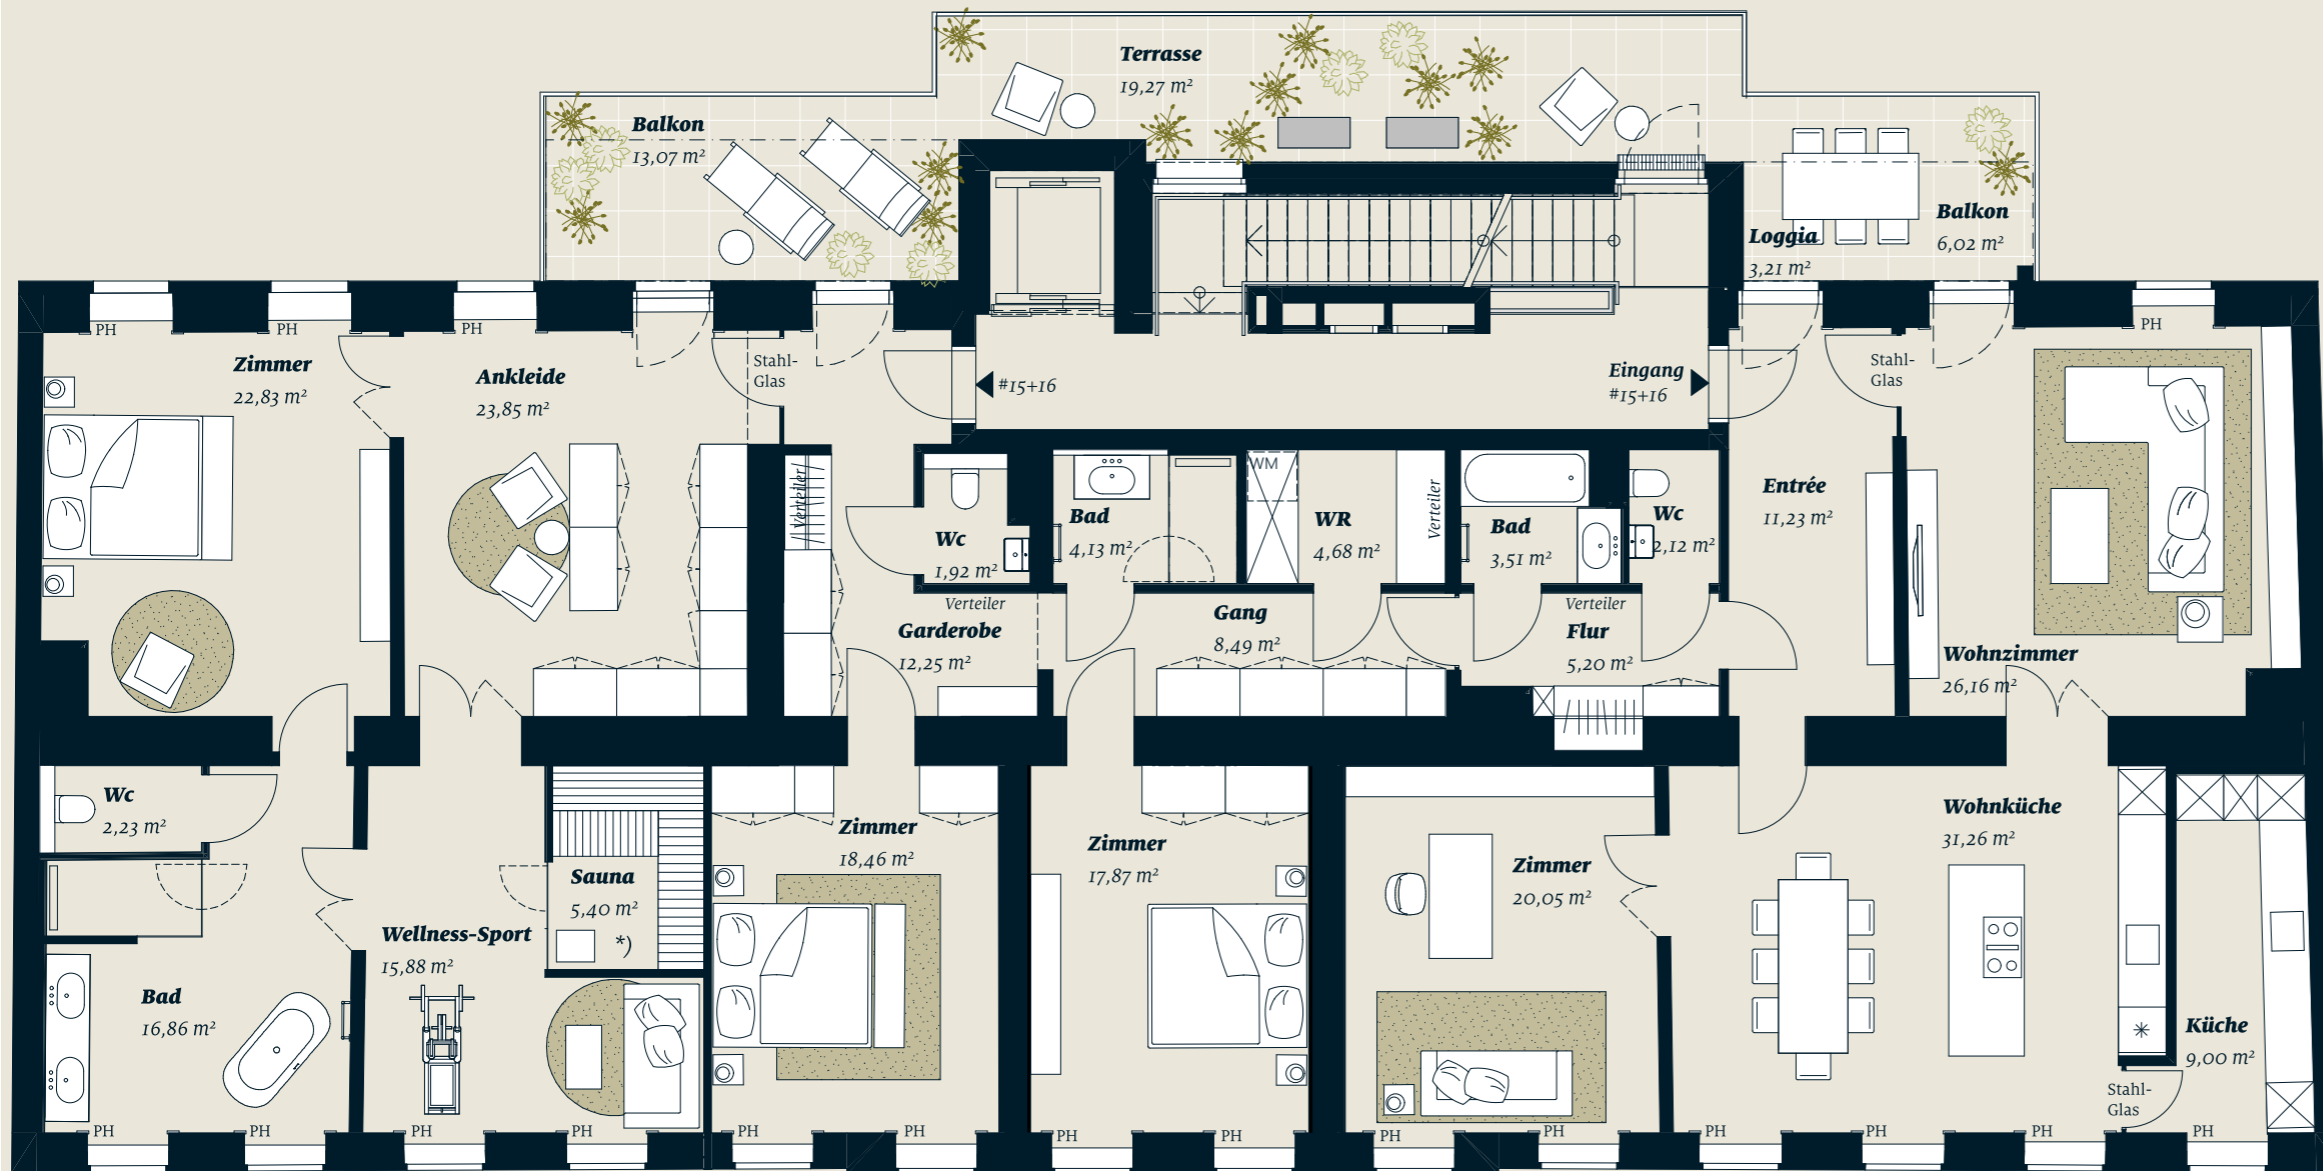 Terrasse
19,27 m²
Balkon
13,07 m²
Balkon
6,02 m²
Loggia
3,21 m²
PH
PH
PH
PH
Zimmer
22,83 m²
Ankleide
23,85 m²
Stahl-
Glas
#15+16
Eingang
#15+16
Stahl-
Glas
Verteiler
Wc
1,92 m²
Bad
4,13 m²
WM
WR
4,68 m²
Verteiler
Bad
3,51 m²
Wc
2,12 m²
Entrée
11,23 m²
Verteiler
Garderobe
12,25 m²
Gang
8,49 m²
Verteiler
Flur
5,20 m²
Wohnzimmer
26,16 m²
Wc
2,23 m²
Sauna
5,40 m²
*)
Wellness-Sport
15,88 m²
Bad
16,86 m²
Zimmer
18,46 m²
Zimmer
17,87 m²
Zimmer
20,05 m²
Wohnküche
31,26 m²
Küche
9,00 m²
Stahl-
Glas
PH
PH
PH
PH
PH
PH
PH
PH
PH
PH
PH
PH
PH
PH